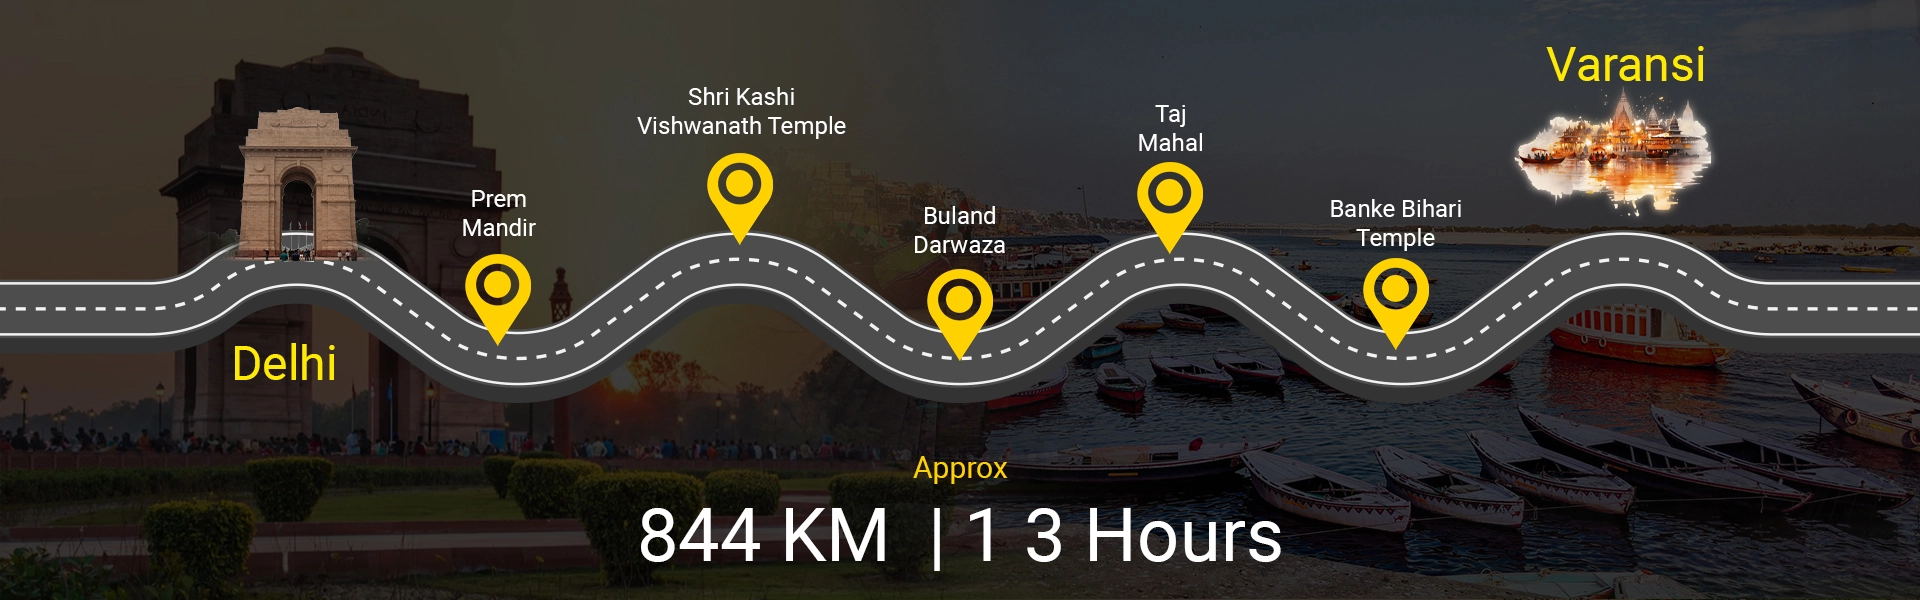 Varansi
Shri Kashi
Vishwanath Temple
Taj
Mahal
Prem
Mandir
Buland
Darwaza
Banke Bihari
Temple
Delhi
Approx
844 KM | 1 3 Hours